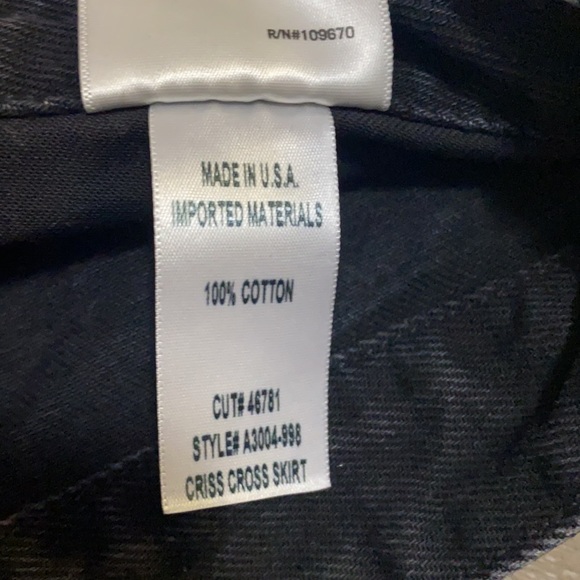 R/N#109670
MADE IN U.S.A.
IMPORTED MATERIALS
100% COTTON
CUT# 46781
STYLE# A3004-998
CRISS CROSS SKIRT